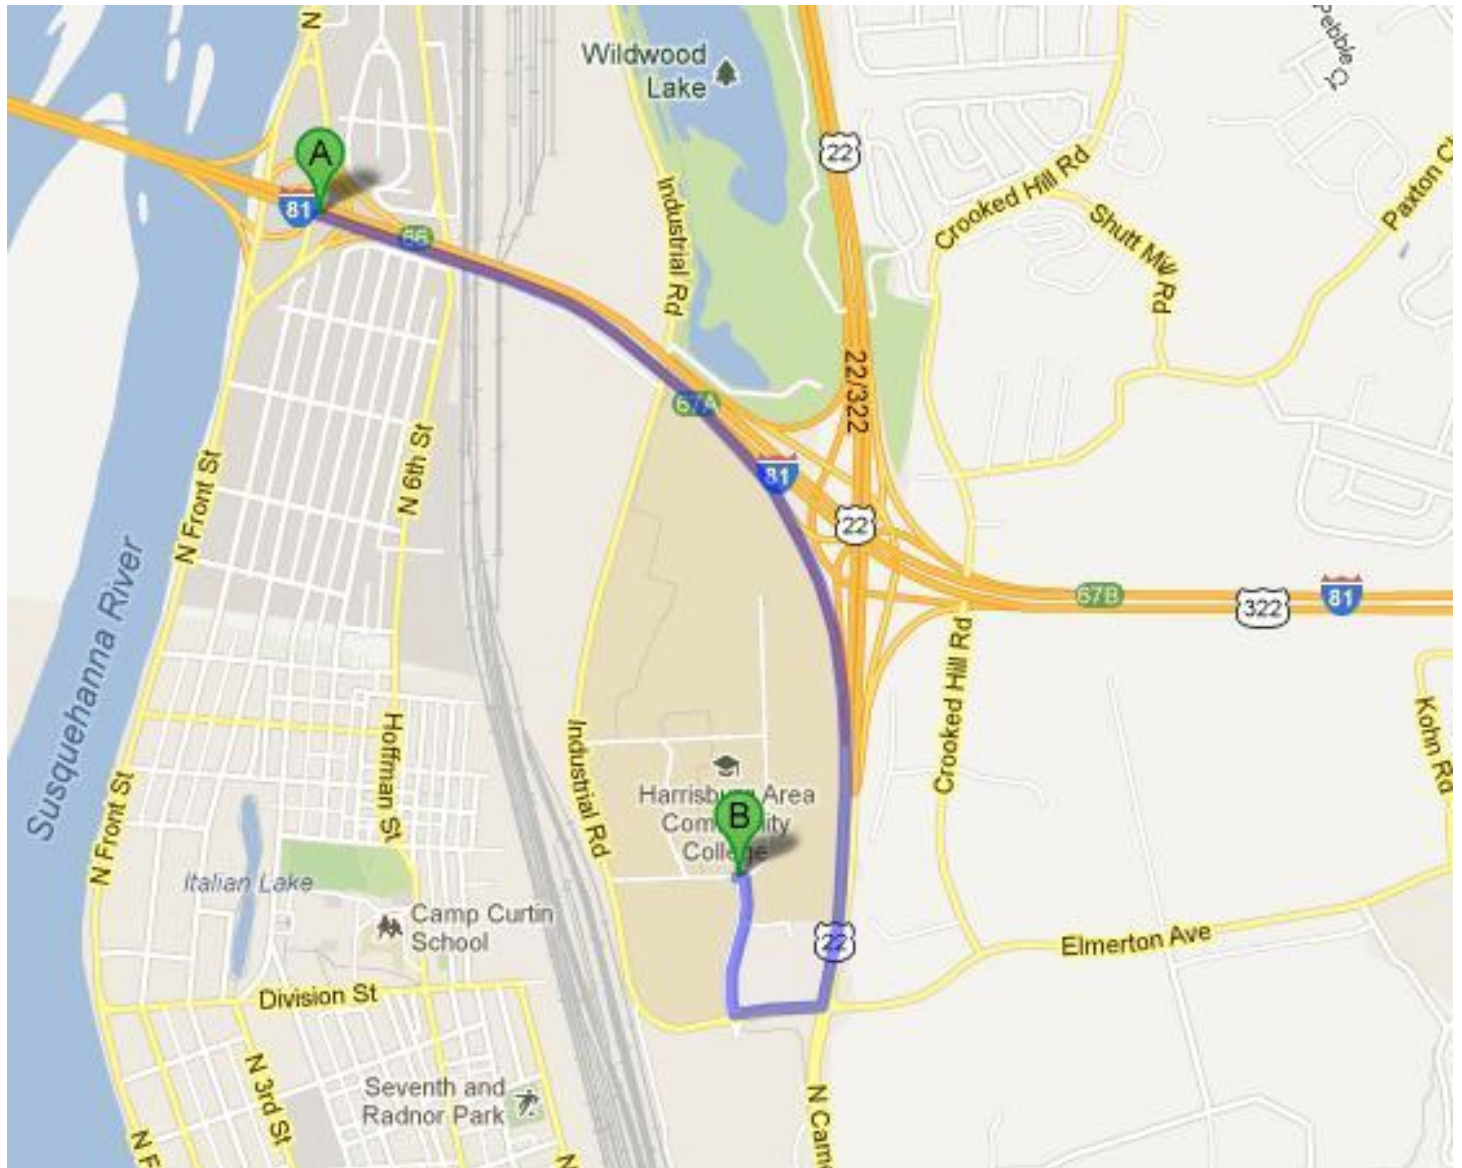 N
Wildwood
Lake
Pebble
22
A
Crooked Hill Rd
Paxton
Industrial Rd
Shutt Mill Rd
81
66
22/322
67A
N 6th St
N Front St
81
22
67B
322
81
Susquehanna River
Crooked Hill Rd
Kohn Rd
Hoffman St
Industrial Rd
N Front St
Harrisburg Area
Community
College
B
Italian Lake
Camp Curtin
School
22
Elmerton Ave
Division St
N 3rd St
Seventh and
Radnor Park
N Came
N F
N